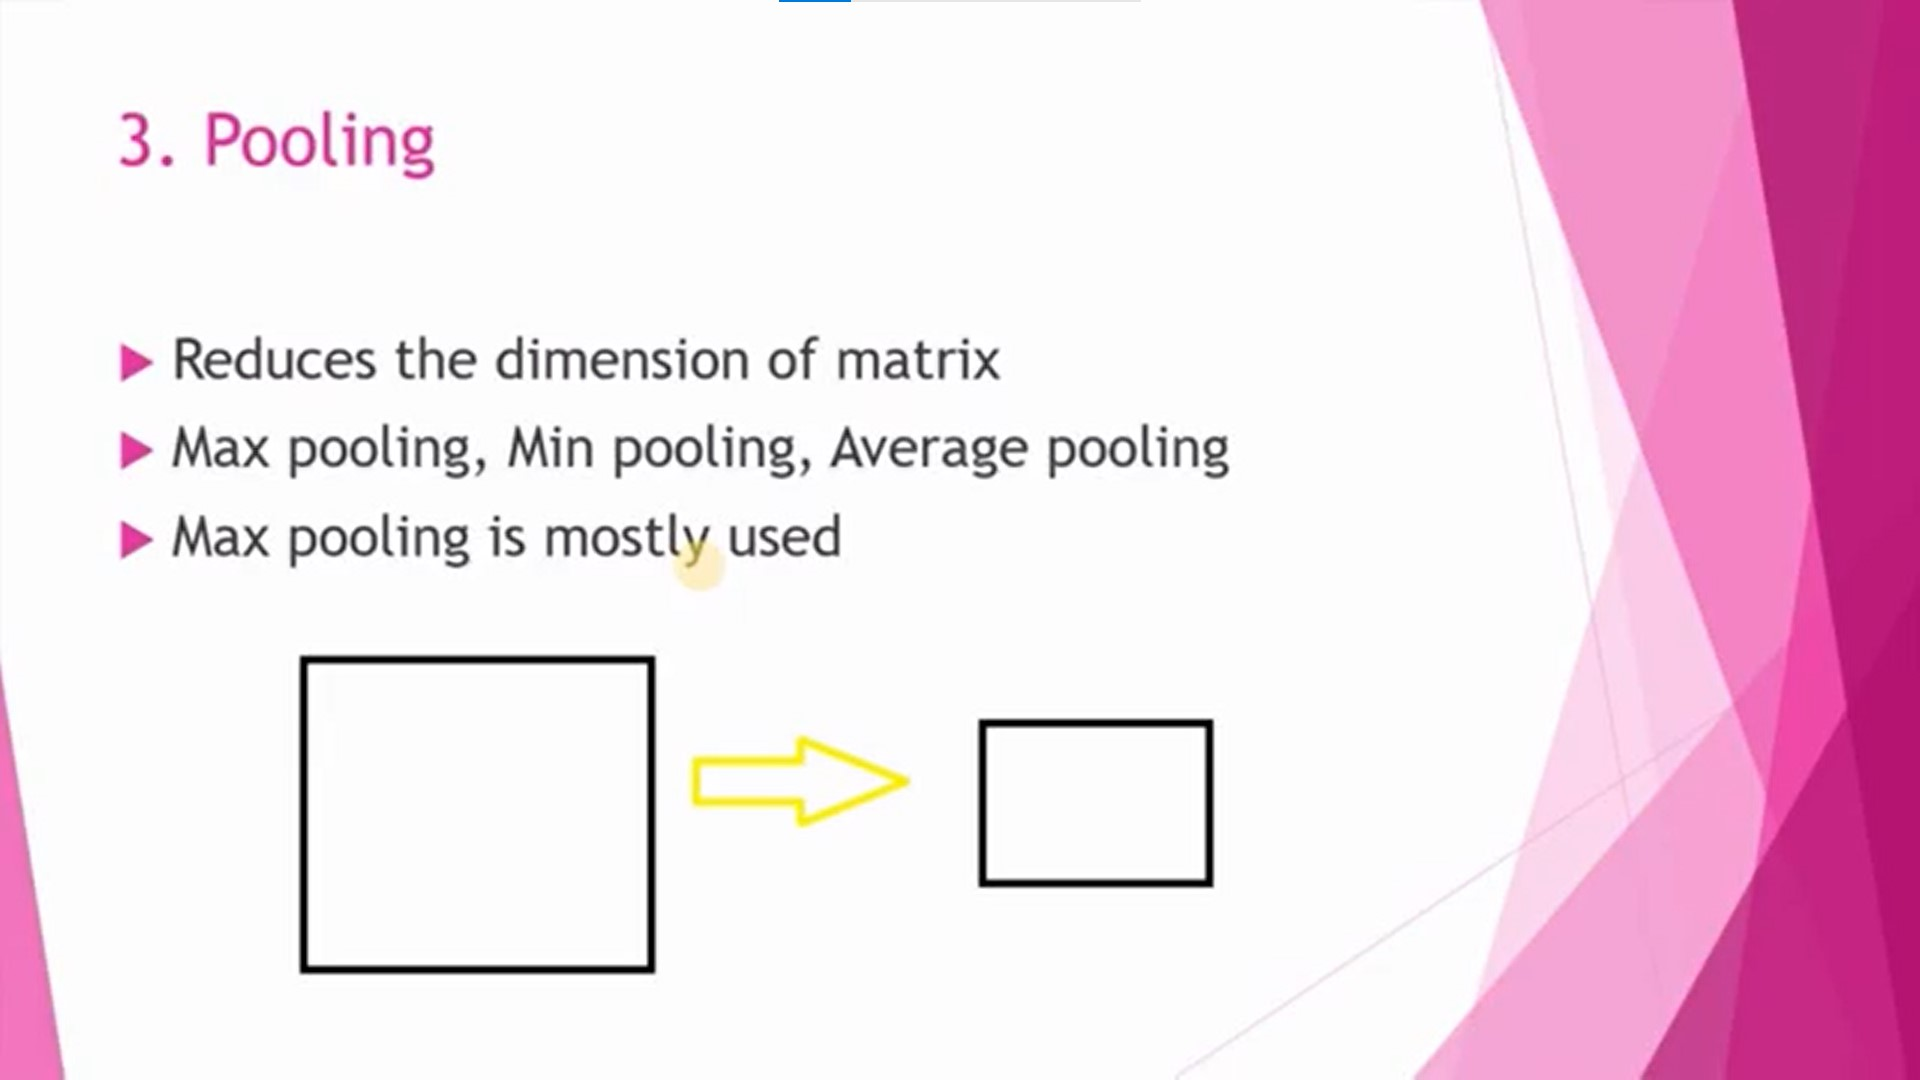 3. Pooling
Reduces the dimension of matrix
Max pooling, Min pooling, Average pooling
Max pooling is mostly used